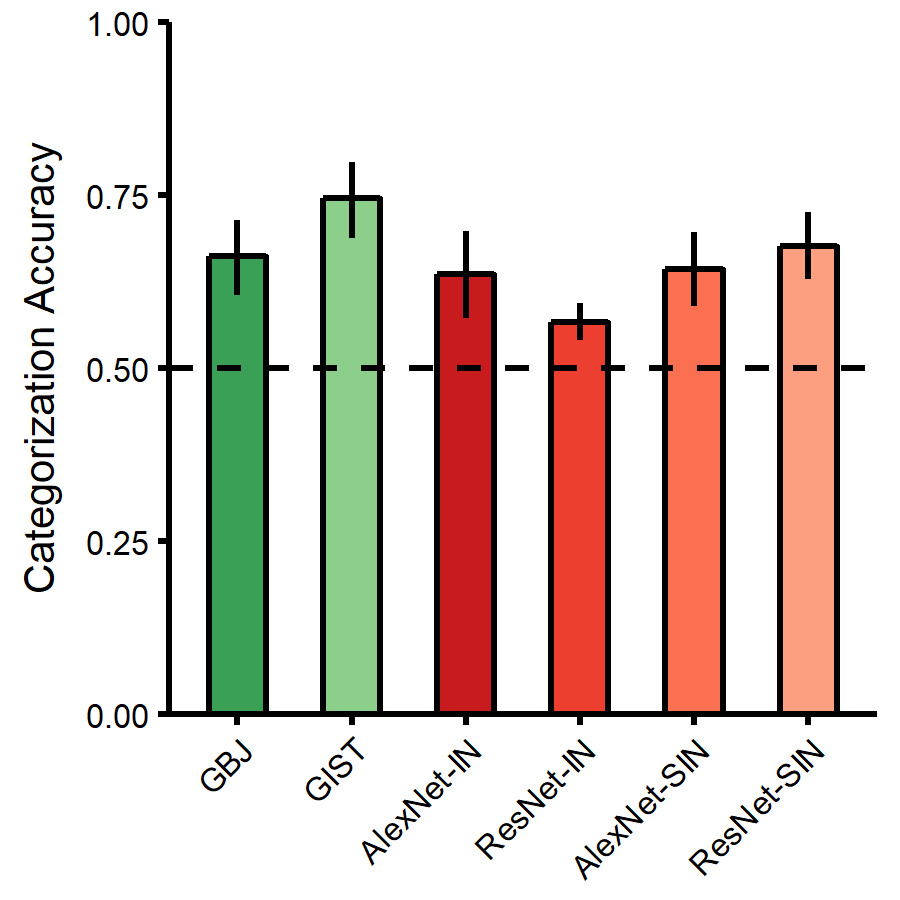 Categorization Accuracy
1.00
0.75
0.50
0.25
0.00
GBJ
GIST
AlexNet-IN
ResNet-IN
AlexNet-SIN
ResNet-SIN